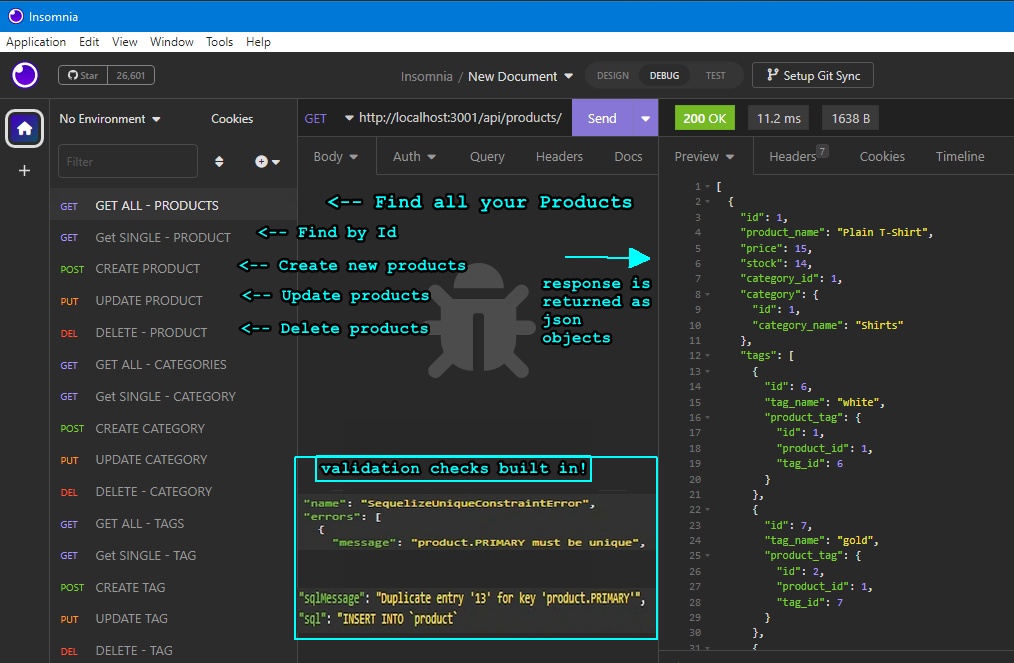 Insomnia
Application Edit View Window Tools Help
Star 26,601
Insomnia / New Document
DESIGN DEBUG TEST
Setup Git Sync
No Environment
Cookies
GET http://localhost:3001/api/products/ Send
200 OK 11.2 ms 1638 B
Filter
Body Auth Query Headers Docs
Preview Headers 7 Cookies Timeline
GET GET ALL - PRODUCTS
GET Get SINGLE - PRODUCT
POST CREATE PRODUCT
PUT UPDATE PRODUCT
DEL DELETE - PRODUCT
GET GET ALL - CATEGORIES
GET Get SINGLE - CATEGORY
POST CREATE CATEGORY
PUT UPDATE CATEGORY
DEL DELETE - CATEGORY
GET GET ALL - TAGS
GET Get SINGLE - TAG
POST CREATE TAG
PUT UPDATE TAG
DEL DELETE - TAG
<-- Find all your Products
<-- Find by Id
<-- Create new products
<-- Update products
<-- Delete products
response is
returned as
json
objects
validation checks built in!
"name": "SequelizeUniqueConstraintError",
"errors": [
{
"message": "product.PRIMARY must be unique",
"sqlMessage": "Duplicate entry '13' for key 'product.PRIMARY'",
"sql": "INSERT INTO `product`
1 [
2 {
3 "id": 1,
4 "product_name": "Plain T-Shirt",
5 "price": 15,
6 "stock": 14,
7 "category_id": 1,
8 "category": {
9 "id": 1,
10 "category_name": "Shirts"
11 },
12 "tags": [
13 {
14 "id": 6,
15 "tag_name": "white",
16 "product_tag": {
17 "id": 1,
18 "product_id": 1,
19 "tag_id": 6
20 }
21 },
22 {
23 "id": 7,
24 "tag_name": "gold",
25 "product_tag": {
26 "id": 2,
27 "product_id": 1,
28 "tag_id": 7
29 }
30 },
31 {